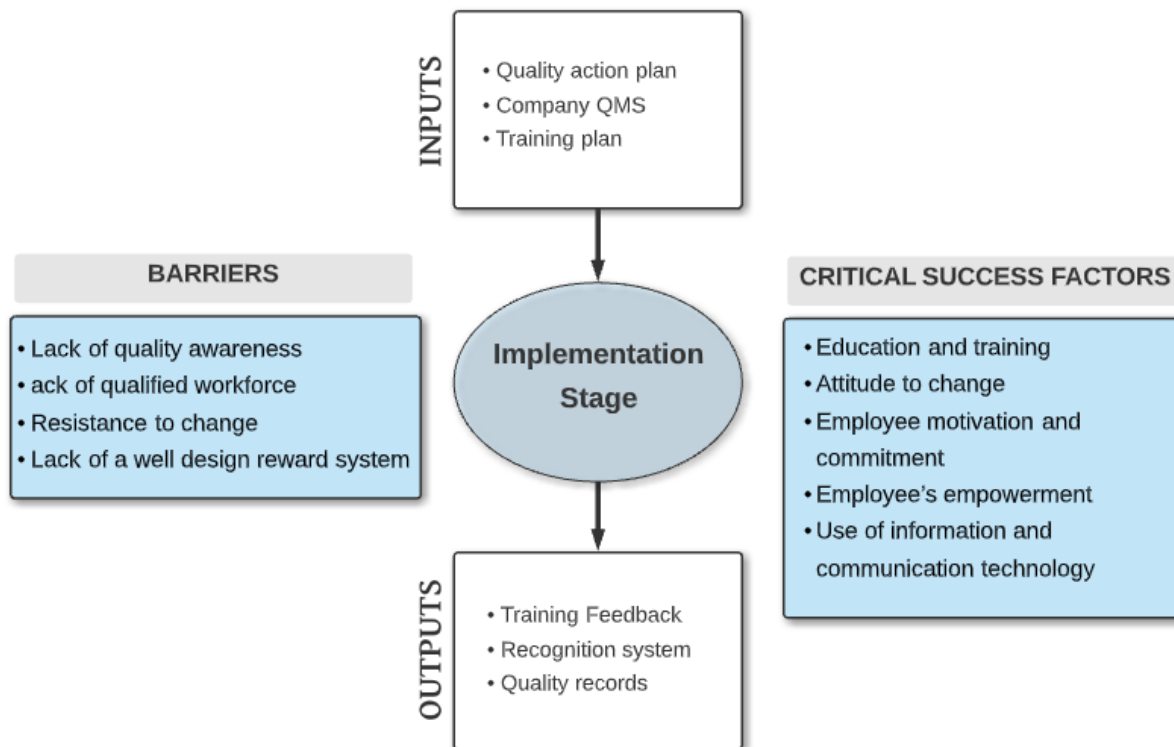 INPUTS
• Quality action plan
• Company QMS
• Training plan
BARRIERS
• Lack of quality awareness
• ack of qualified workforce
• Resistance to change
• Lack of a well design reward system
Implementation
Stage
CRITICAL SUCCESS FACTORS
• Education and training
• Attitude to change
• Employee motivation and
commitment
• Employee’s empowerment
• Use of information and
communication technology
OUTPUTS
• Training Feedback
• Recognition system
• Quality records